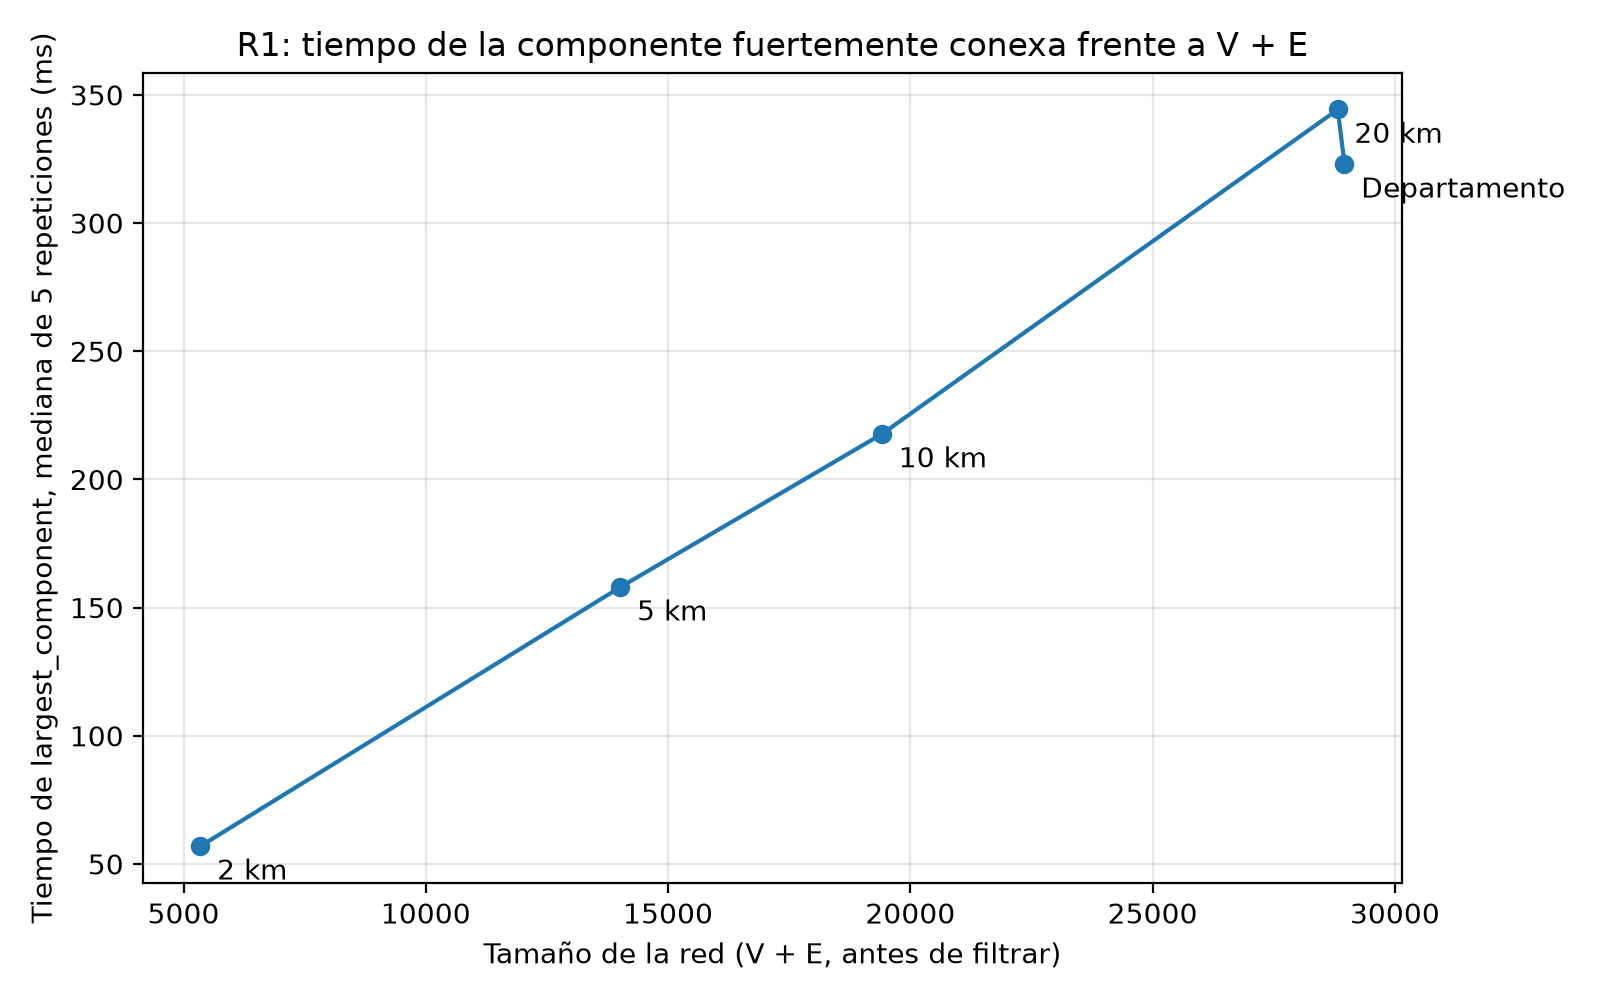 R1: tiempo de la componente fuertemente conexa frente a V + E
Tiempo de largest_component, mediana de 5 repeticiones (ms)
350
300
250
200
150
100
50
20 km
Departamento
10 km
5 km
2 km
5000 10000 15000 20000 25000 30000
Tamaño de la red (V + E, antes de filtrar)